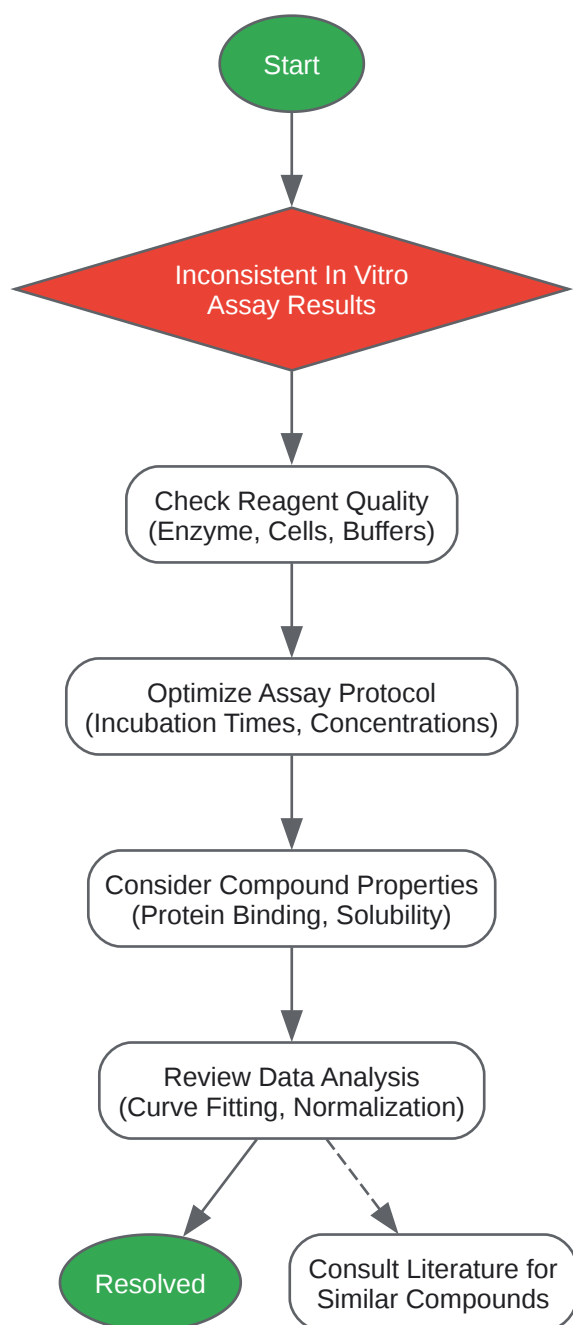 Start
Inconsistent In Vitro
Assay Results
Check Reagent Quality
(Enzyme, Cells, Buffers)
Optimize Assay Protocol
(Incubation Times, Concentrations)
Consider Compound Properties
(Protein Binding, Solubility)
Review Data Analysis
(Curve Fitting, Normalization)
Resolved
Consult Literature for
Similar Compounds